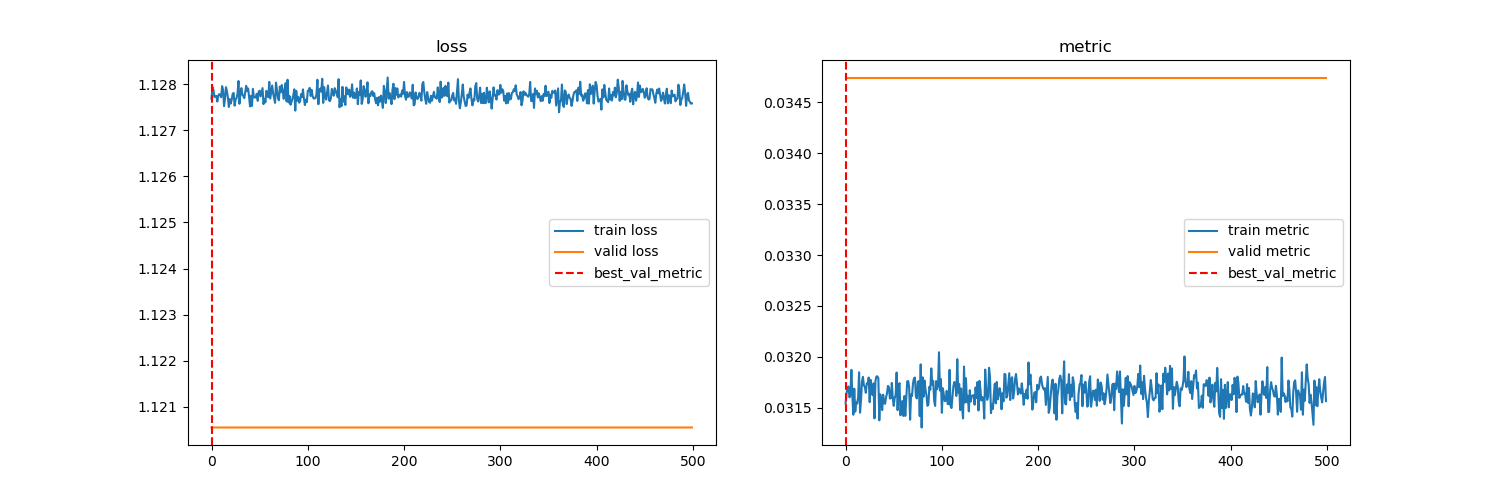 loss
1.128
1.127
1.126
1.125
1.124
1.123
1.122
1.121
0 100 200 300 400 500
train loss
valid loss
best_val_metric
metric
0.0345
0.0340
0.0335
0.0330
0.0325
0.0320
0.0315
0 100 200 300 400 500
train metric
valid metric
best_val_metric